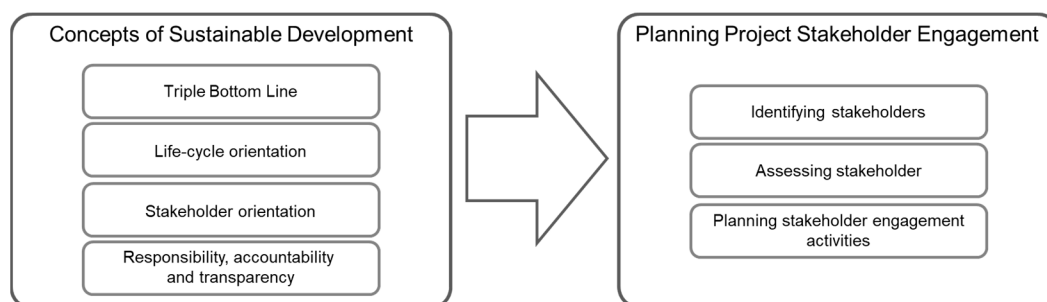 Concepts of Sustainable Development
Triple Bottom Line
Life-cycle orientation
Stakeholder orientation
Responsibility, accountability
and transparency
Planning Project Stakeholder Engagement
Identifying stakeholders
Assessing stakeholder
Planning stakeholder engagement
activities